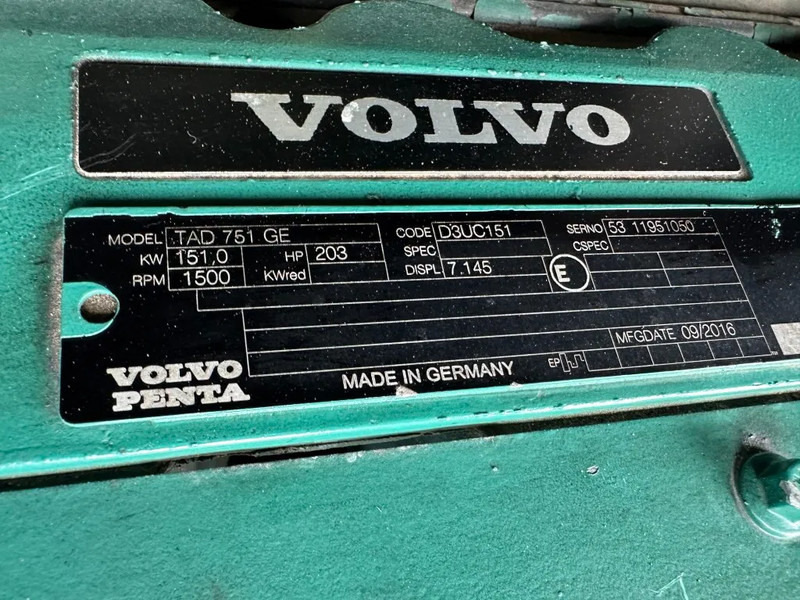 VOLVO
MODEL TAD 751 GE CODE D3UC151 SERNO 53 11951050
KW 151,0 HP 203 SPEC CSPEC
RPM 1500 KWred DISPL 7.145 E
EP MFGDATE 09/2016
VOLVO
PENTA
MADE IN GERMANY